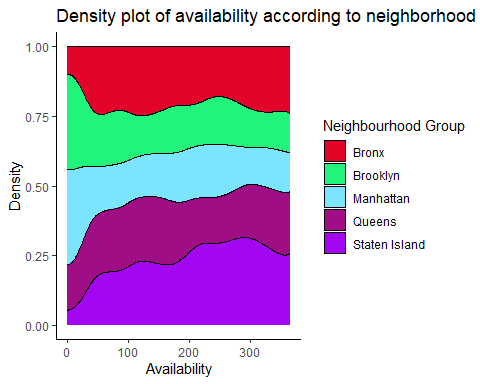 Density plot of availability according to neighborhood
1.00
0.75
0.50
0.25
0.00
Density
0 100 200 300
Availability
Neighbourhood Group
Bronx
Brooklyn
Manhattan
Queens
Staten Island